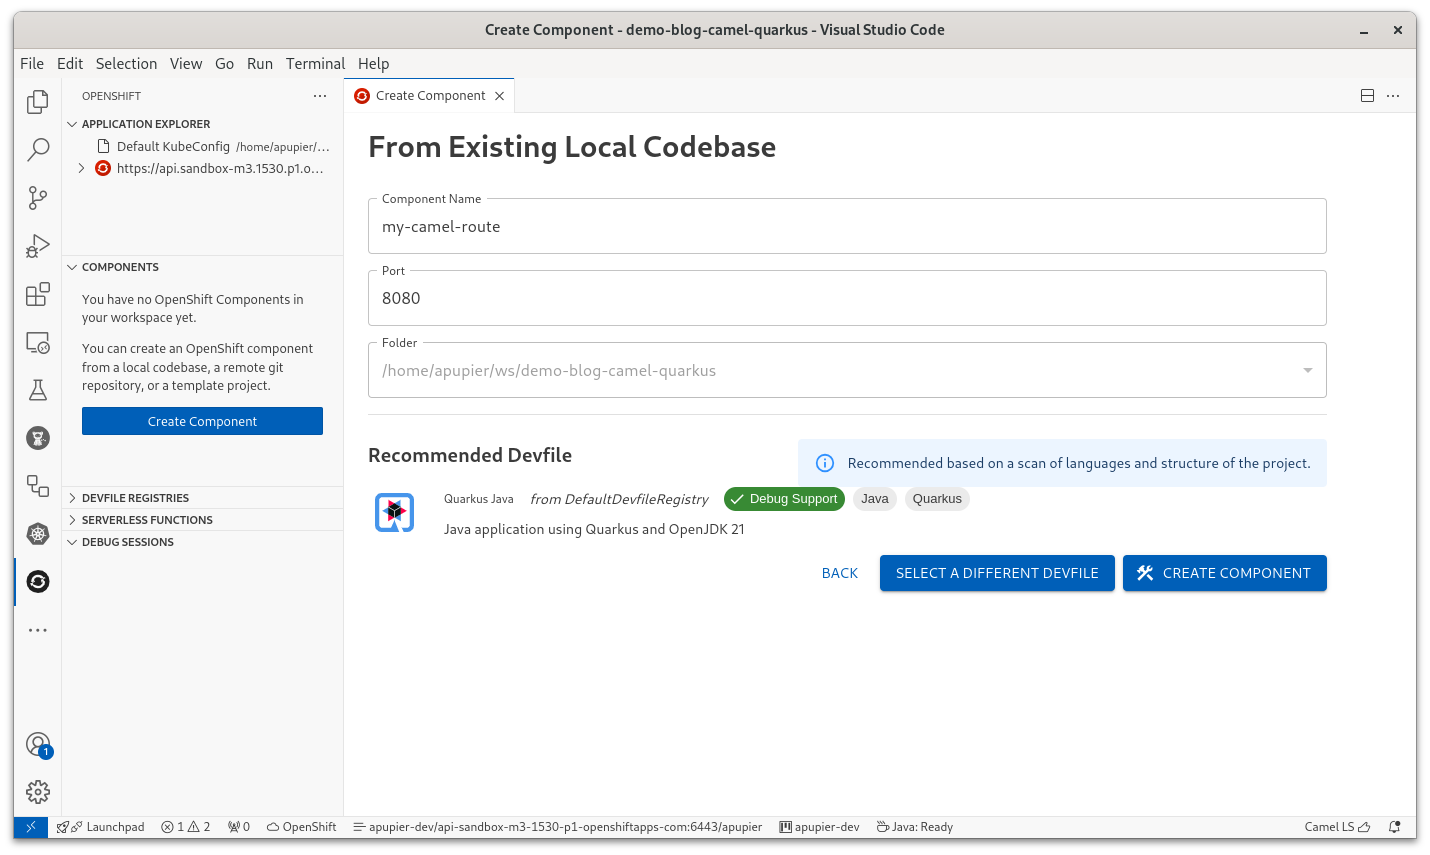 Create Component - demo-blog-camel-quarkus - Visual Studio Code
File Edit Selection View Go Run Terminal Help
OPENSHIFT
Create Component
APPLICATION EXPLORER
Default KubeConfig /home/apupier/...
https://api.sandbox-m3.1530.p1.o...
COMPONENTS
You have no OpenShift Components in
your workspace yet.
You can create an OpenShift component
from a local codebase, a remote git
repository, or a template project.
Create Component
DEVFILE REGISTRIES
SERVERLESS FUNCTIONS
DEBUG SESSIONS
From Existing Local Codebase
Component Name
my-camel-route
Port
8080
Folder
/home/apupier/ws/demo-blog-camel-quarkus
Recommended Devfile
Recommended based on a scan of languages and structure of the project.
Quarkus Java from DefaultDevfileRegistry Debug Support Java Quarkus
Java application using Quarkus and OpenJDK 21
BACK SELECT A DIFFERENT DEVFILE CREATE COMPONENT
1
Launchpad 1 2 0 OpenShift apupier-dev/api-sandbox-m3-1530-p1-openshiftapps-com:6443/apupier apupier-dev Java: Ready Camel LS